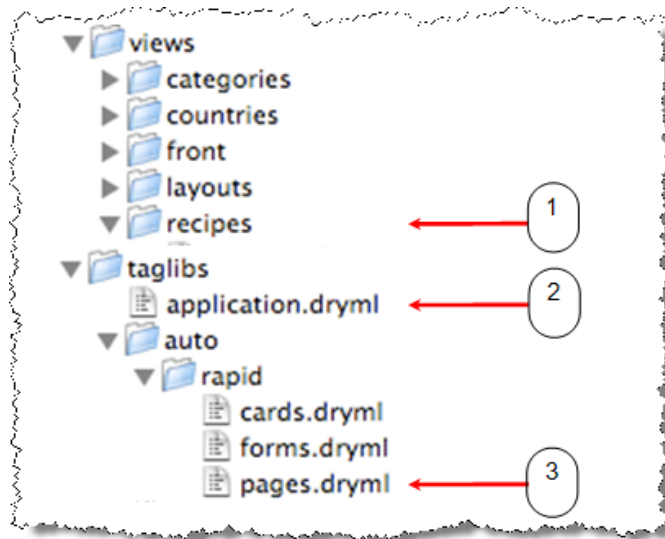 views
categories
countries
front
layouts
recipes
1
taglibs
application.dryml
2
auto
rapid
cards.dryml
forms.dryml
pages.dryml
3